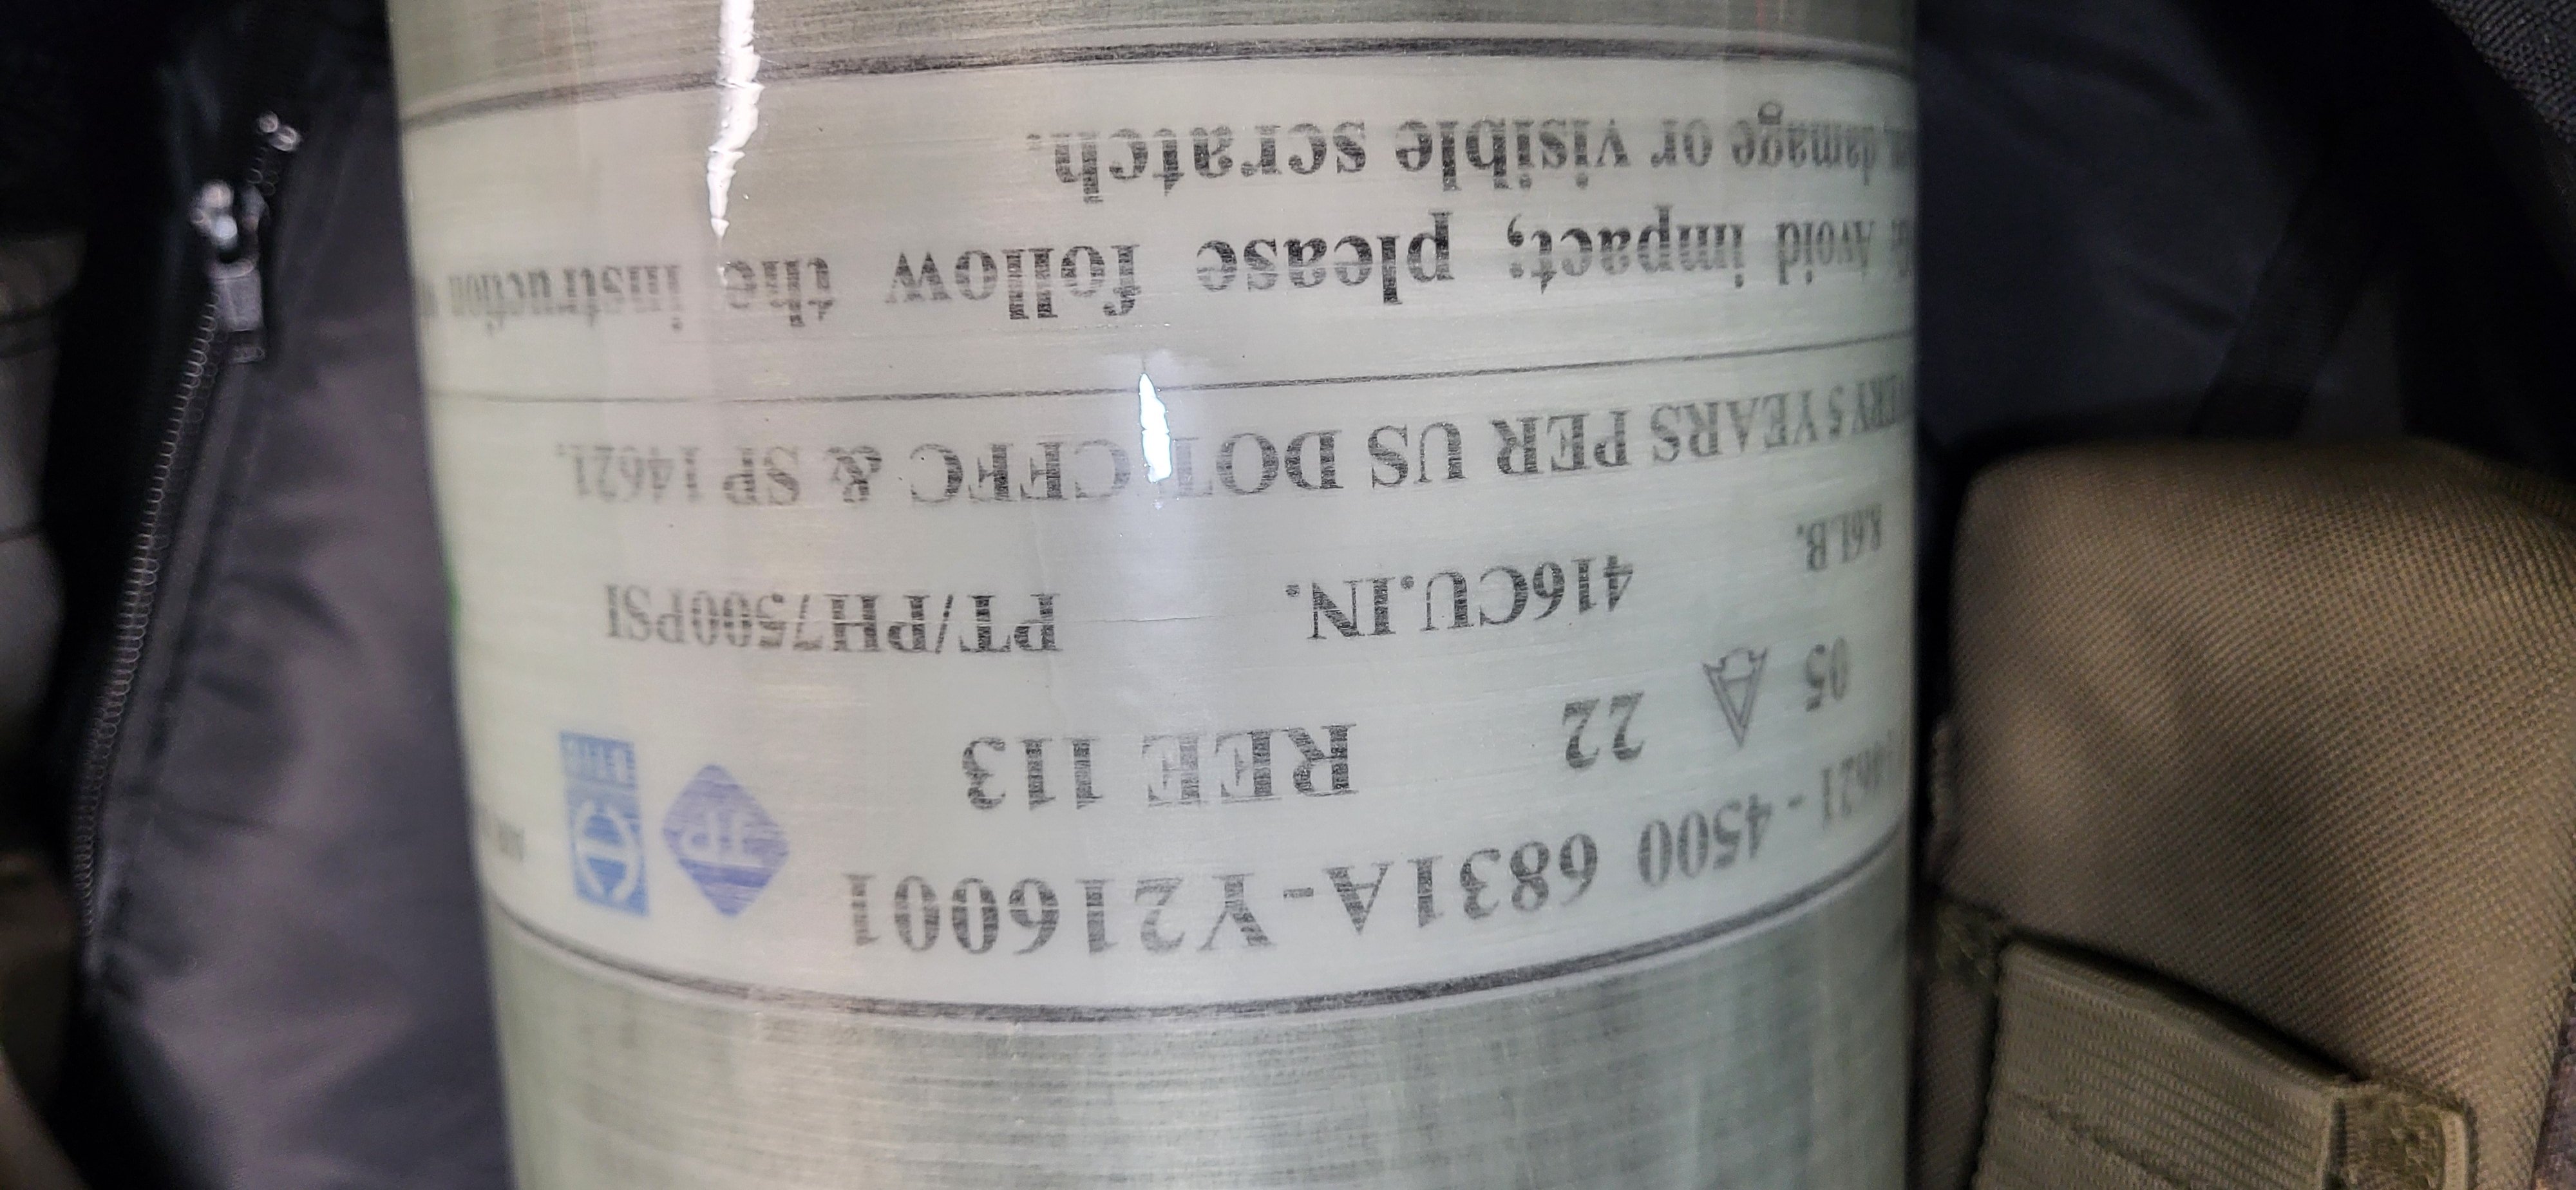 14621 - 4500 6831A-Y216001
05 22 REE 113
8.6LB. 416CU.IN. PT/PH7500PSI
5 YEARS PER US DOT CFFC & SP 14621.
Avoid impact; please follow the instruction
damage or visible scratch.